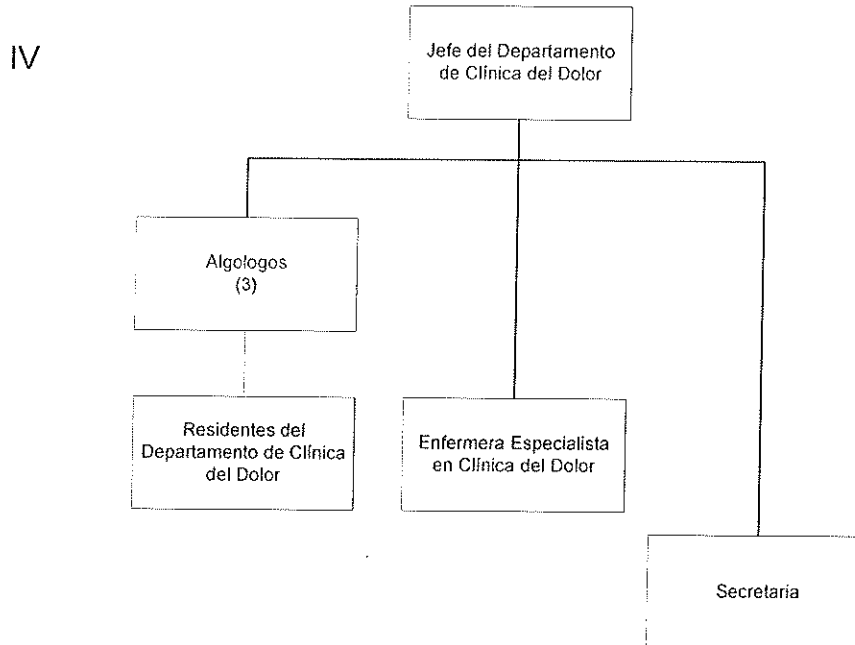 IV
Jefe del Departamento
de Clínica del Dolor
Algologos
(3)
Residentes del
Departamento de Clínica
del Dolor
Enfermera Especialista
en Clínica del Dolor
Secretaria